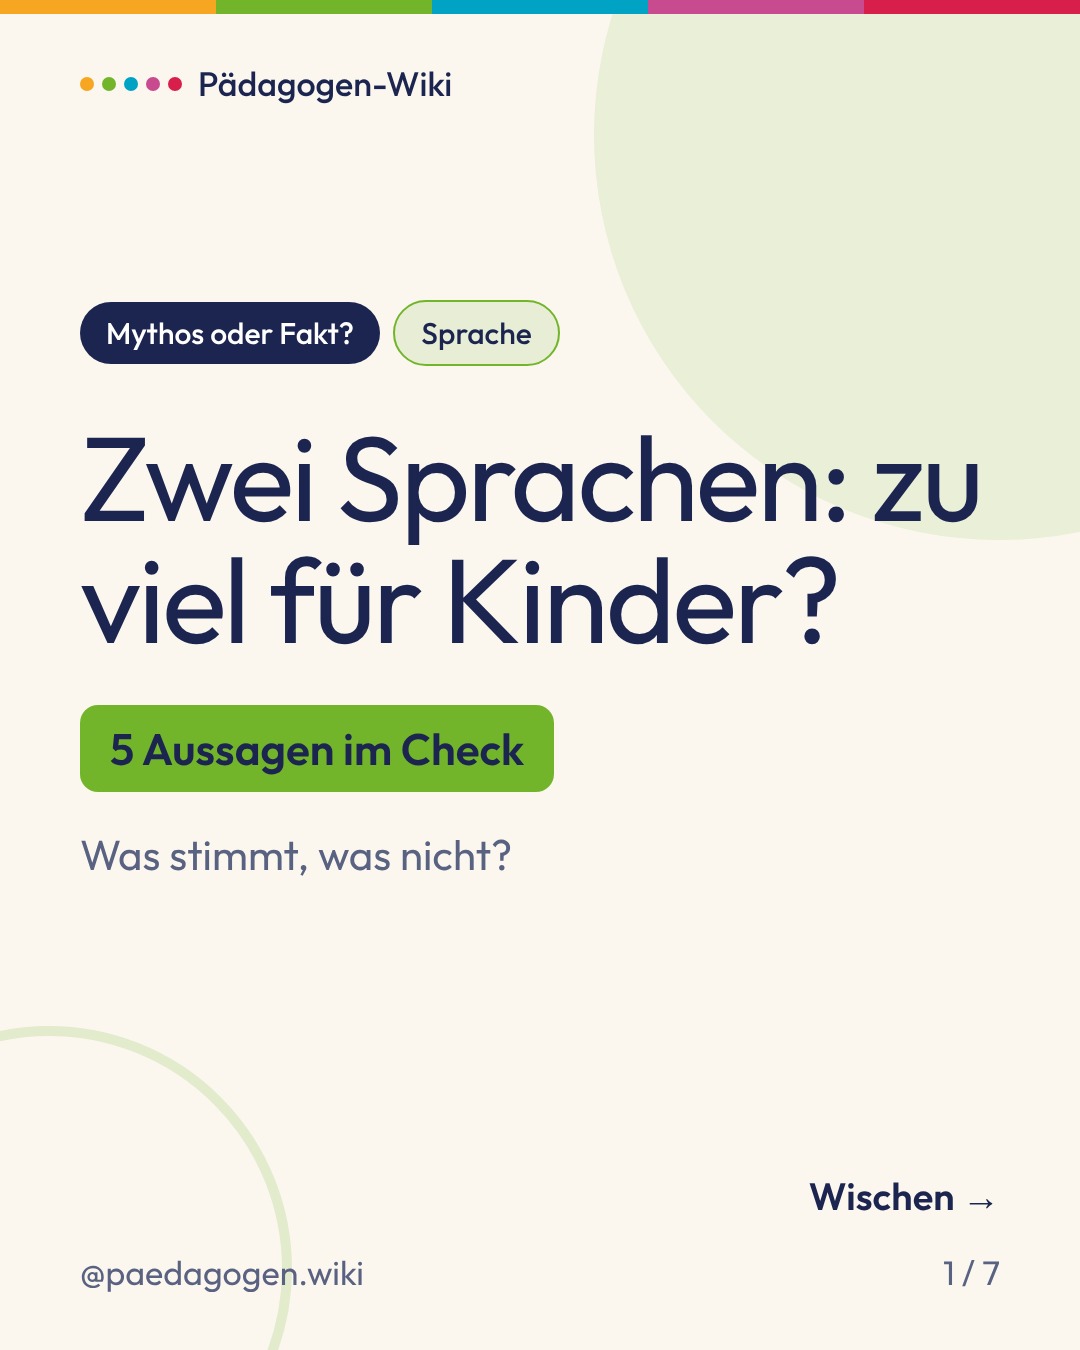 Pädagogen-Wiki
Mythos oder Fakt?
Sprache
Zwei Sprachen: zu
viel für Kinder?
5 Aussagen im Check
Was stimmt, was nicht?
Wischen →
@paedagogen.wiki
1 / 7